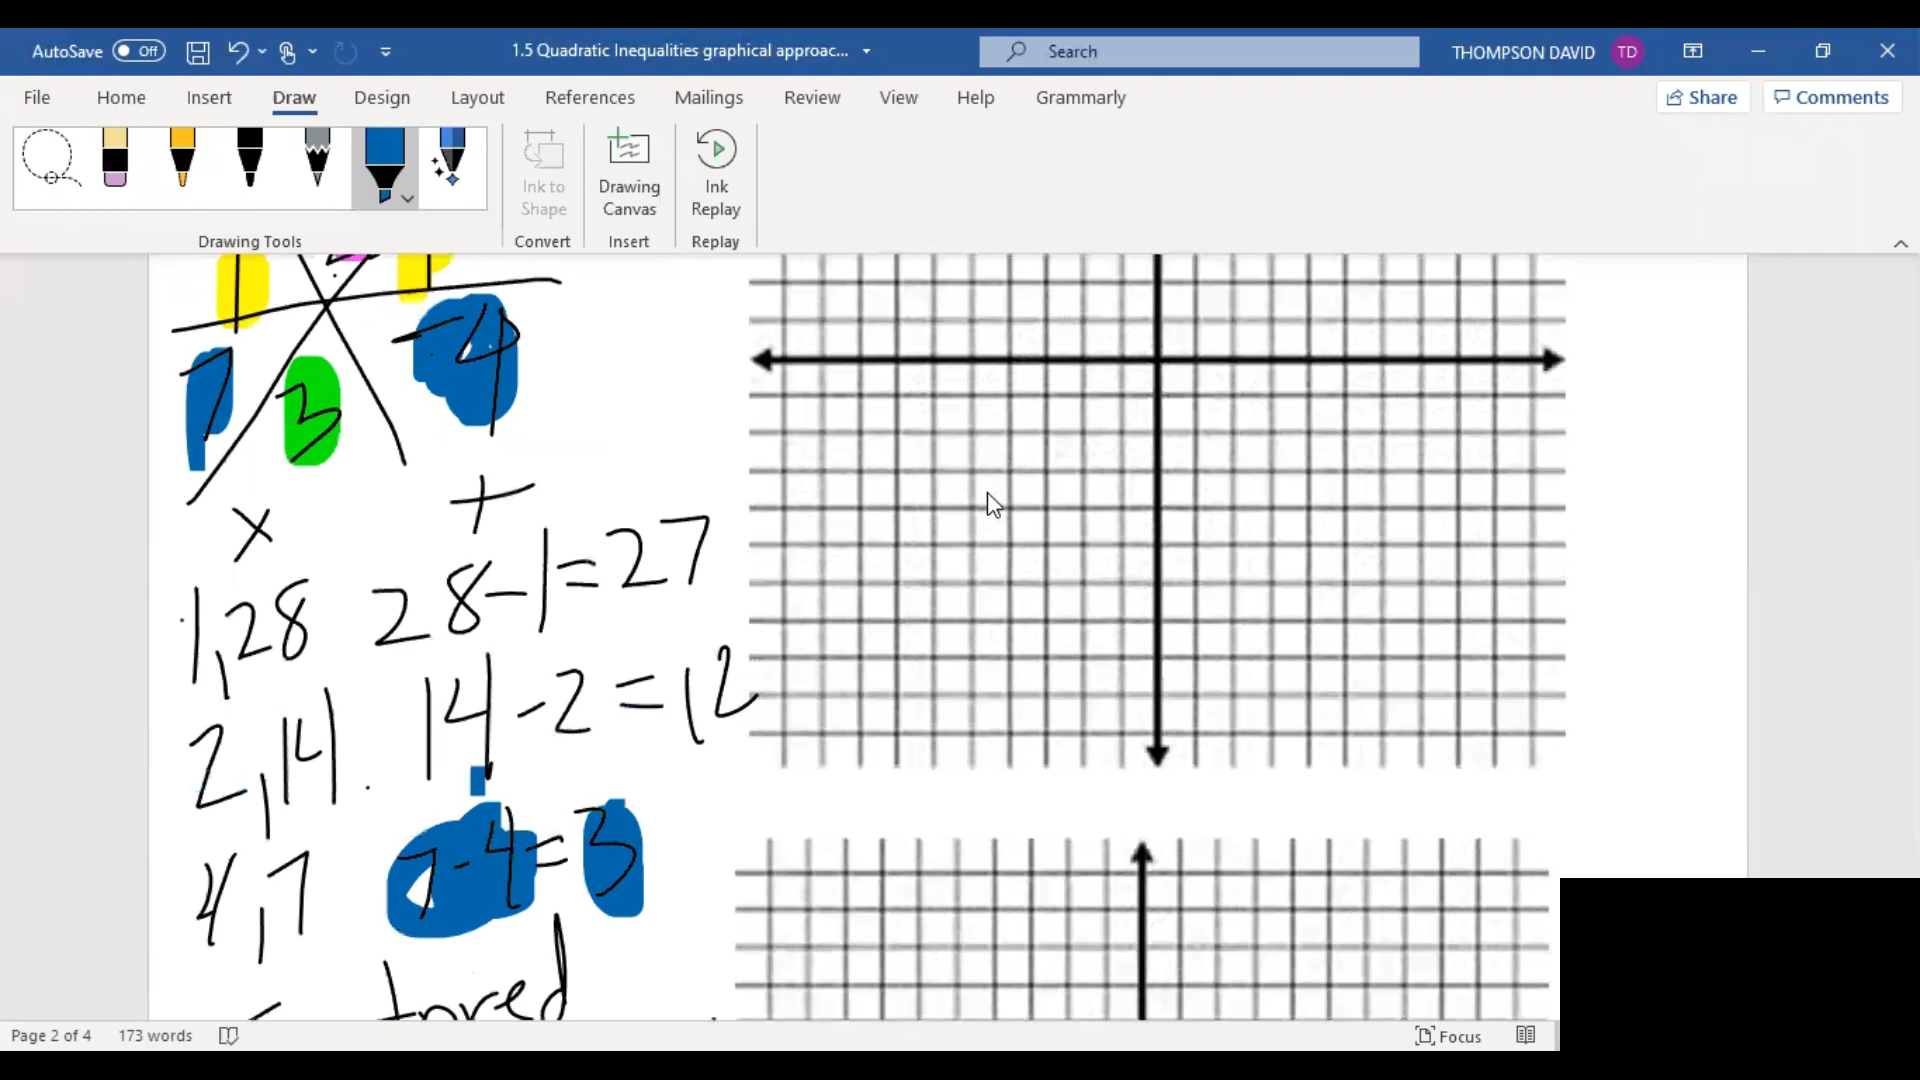 AutoSave Off 1.5 Quadratic Inequalities graphical approac... Search THOMPSON DAVID TD
File Home Insert Draw Design Layout References Mailings Review View Help Grammarly Share Comments
Ink to Shape
Drawing Canvas
Ink Replay
Drawing Tools Convert Insert Replay
7 3 -4
x +
1,28 28-1=27
2,14 14-2=12
4,7 7-4=3
Page 2 of 4 173 words Focus